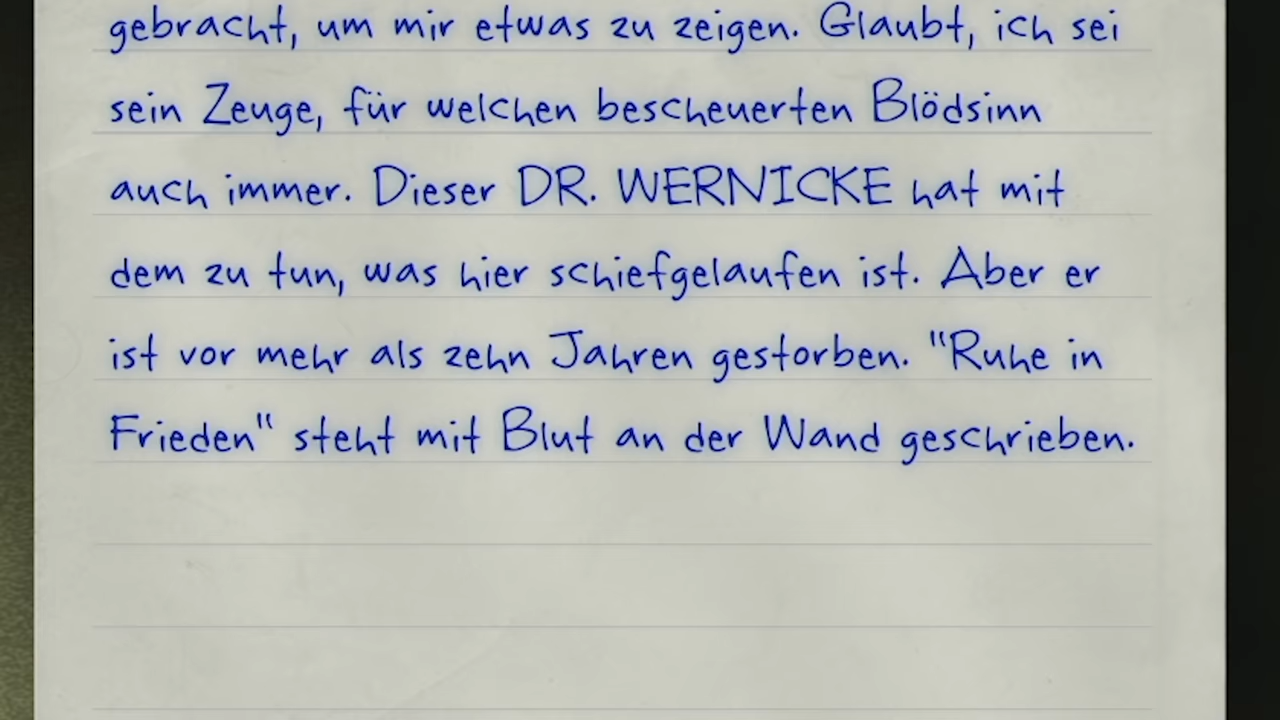 gebracht, um mir etwas zu zeigen. Glaubt, ich sei
sein Zeuge, für welchen bescheuerten Blödsinn
auch immer. Dieser DR. WERNICKE hat mit
dem zu tun, was hier schiefgelaufen ist. Aber er
ist vor mehr als zehn Jahren gestorben. "Ruhe in
Frieden" steht mit Blut an der Wand geschrieben.